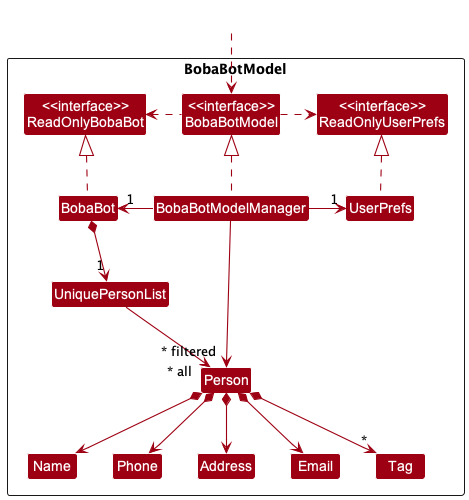 BobaBotModel
<<interface>>
ReadOnlyBobaBot
<<interface>>
BobaBotModel
<<interface>>
ReadOnlyUserPrefs
BobaBot
1
BobaBotModelManager
1
UserPrefs
1
UniquePersonList
* filtered
* all
Person
*
Name
Phone
Address
Email
Tag